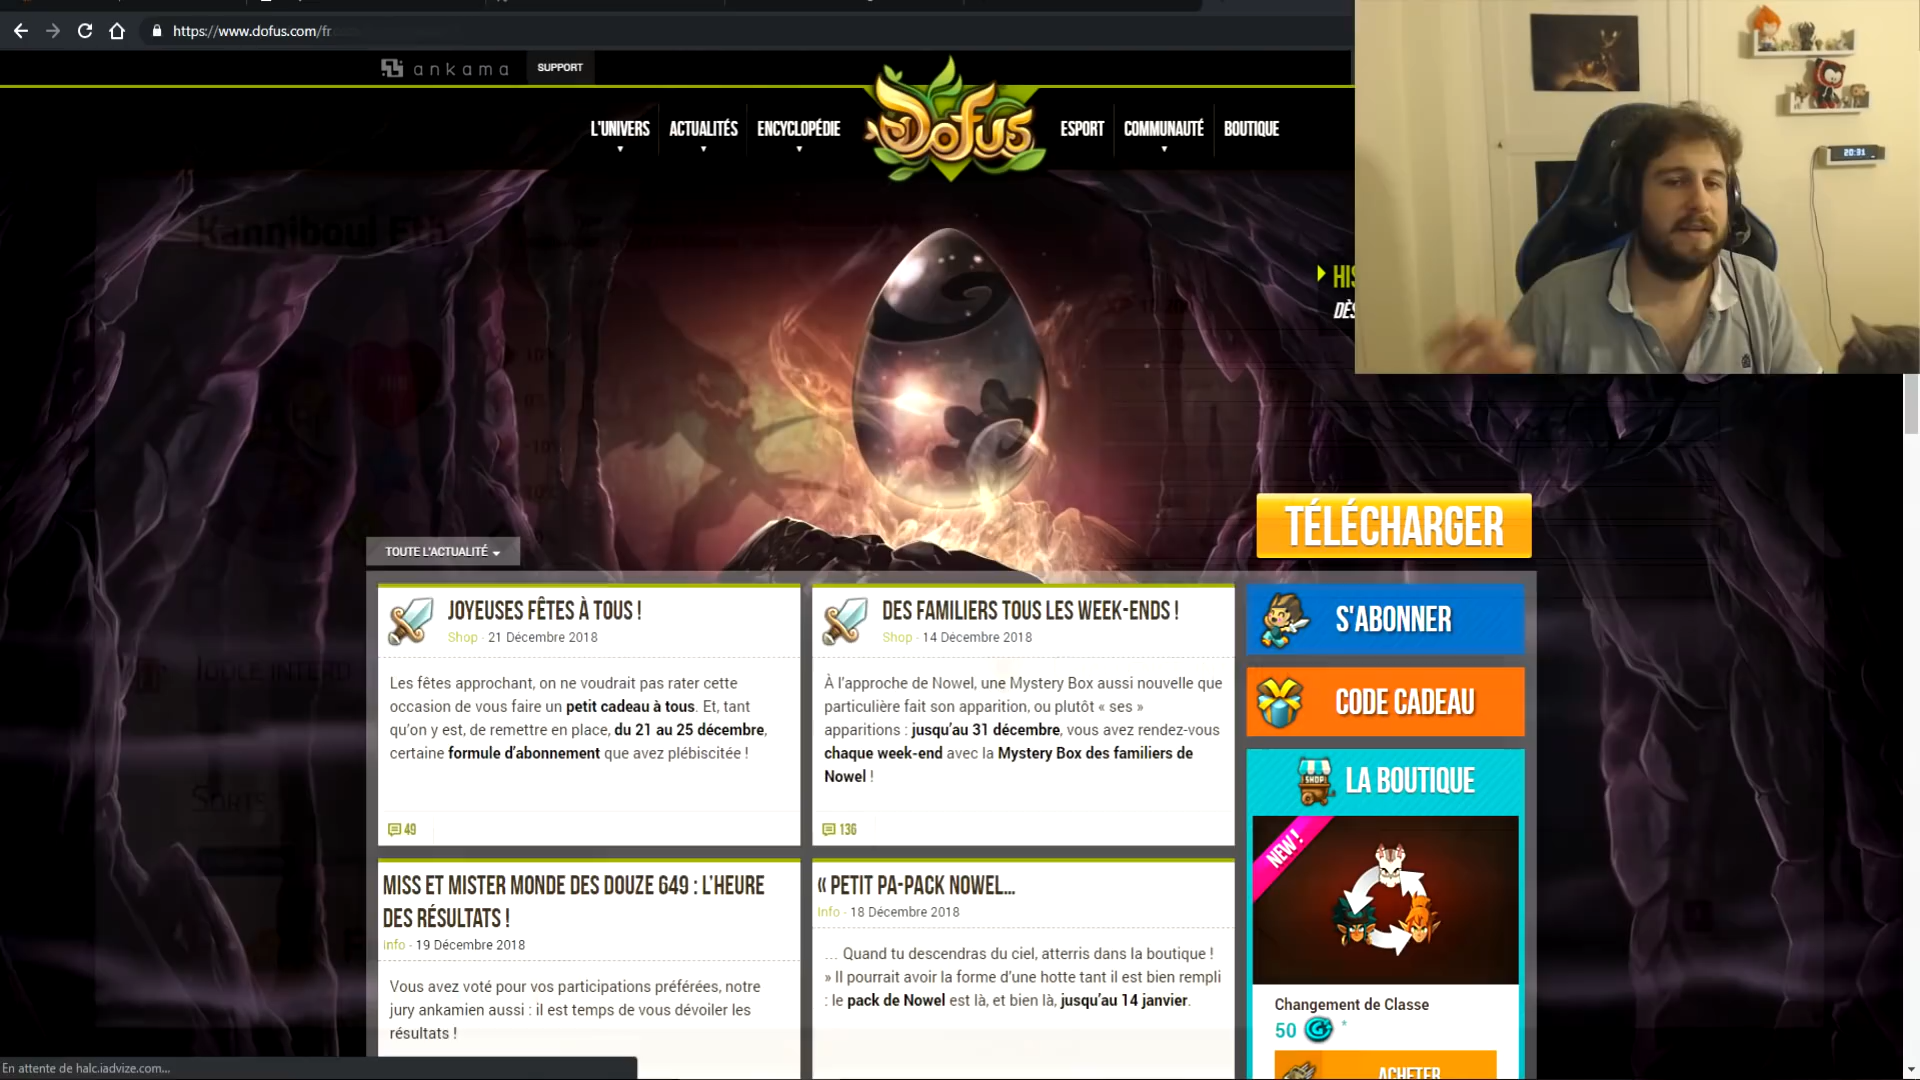 https://www.dofus.com/fr
ankama
SUPPORT
L'UNIVERS
ACTUALITÉS
ENCYCLOPÉDIE
DOFUS
ESPORT
COMMUNAUTÉ
BOUTIQUE
20:31
HIS
DÈS
TÉLÉCHARGER
TOUTE L'ACTUALITÉ
JOYEUSES FÊTES À TOUS !
Shop - 21 Décembre 2018
Les fêtes approchant, on ne voudrait pas rater cette
occasion de vous faire un petit cadeau à tous. Et, tant
qu'on y est, de remettre en place, du 21 au 25 décembre,
certaine formule d'abonnement que avez plébiscitée !
49
DES FAMILIERS TOUS LES WEEK-ENDS !
Shop - 14 Décembre 2018
À l'approche de Nowel, une Mystery Box aussi nouvelle que
particulière fait son apparition, ou plutôt « ses »
apparitions : jusqu'au 31 décembre, vous avez rendez-vous
chaque week-end avec la Mystery Box des familiers de
Nowel !
136
S'ABONNER
CODE CADEAU
SHOP
LA BOUTIQUE
NEW !
Changement de Classe
50 *
ACHETER
MISS ET MISTER MONDE DES DOUZE 649 : L'HEURE
DES RÉSULTATS !
Info - 19 Décembre 2018
Vous avez voté pour vos participations préférées, notre
jury ankamien aussi : il est temps de vous dévoiler les
résultats !
« PETIT PA-PACK NOWEL...
Info - 18 Décembre 2018
... Quand tu descendras du ciel, atterris dans la boutique !
» Il pourrait avoir la forme d'une hotte tant il est bien rempli
: le pack de Nowel est là, et bien là, jusqu'au 14 janvier.
En attente de halc.iadvize.com...